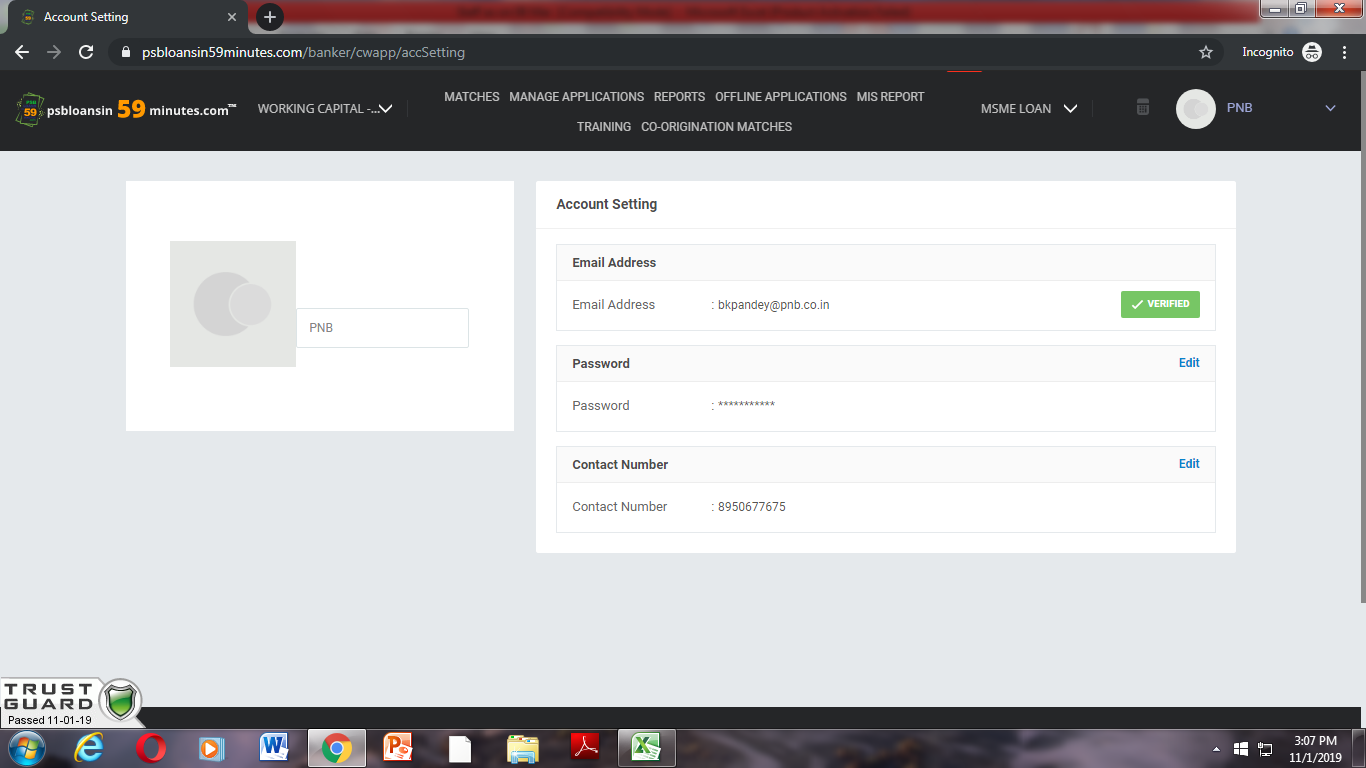 Account Setting
psbloansin59minutes.com/banker/cwapp/accSetting
Incognito
PSB 59
psbloansin 59 minutes.com™
WORKING CAPITAL -...
MATCHES MANAGE APPLICATIONS REPORTS OFFLINE APPLICATIONS MIS REPORT
TRAINING CO-ORIGINATION MATCHES
MSME LOAN
PNB
PNB
Account Setting
Email Address
Email Address : bkpandey@pnb.co.in
VERIFIED
Password Edit
Password : ***********
Contact Number Edit
Contact Number : 8950677675
TRUST
GUARD
Passed 11-01-19
3:07 PM
11/1/2019